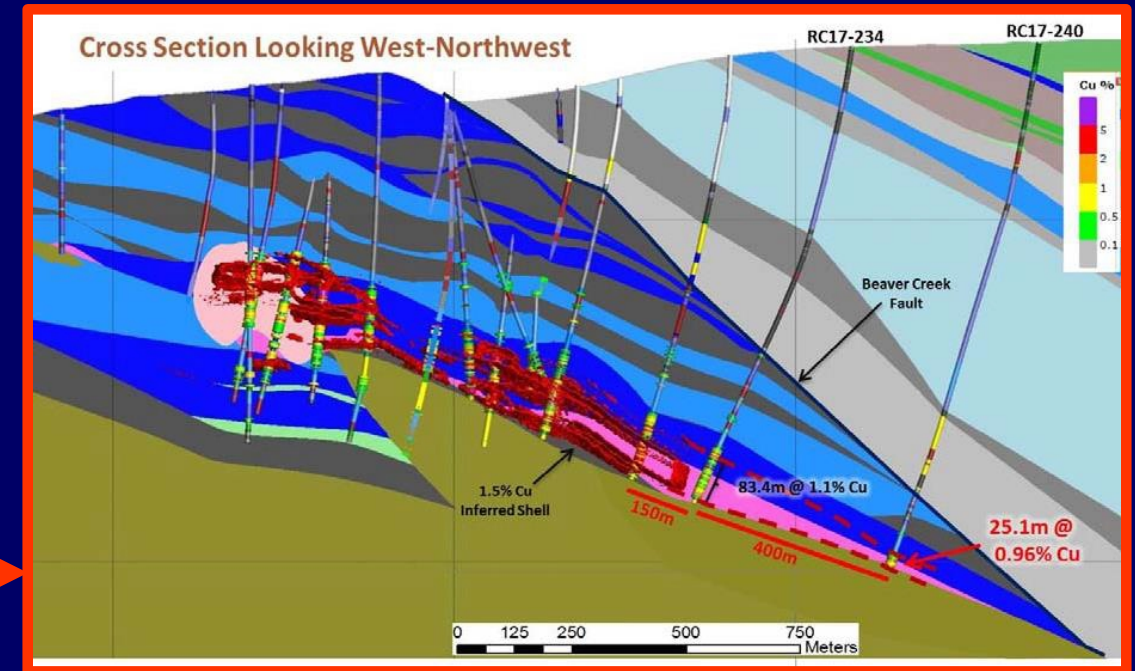 Cross Section Looking West-Northwest
RC17-234
RC17-240
Cu %
5
2
1
0.5
0.1
Beaver Creek
Fault
1.5% Cu
Inferred Shell
83.4m @ 1.1% Cu
150m
400m
25.1m @
0.96% Cu
0 125 250 500 750
Meters